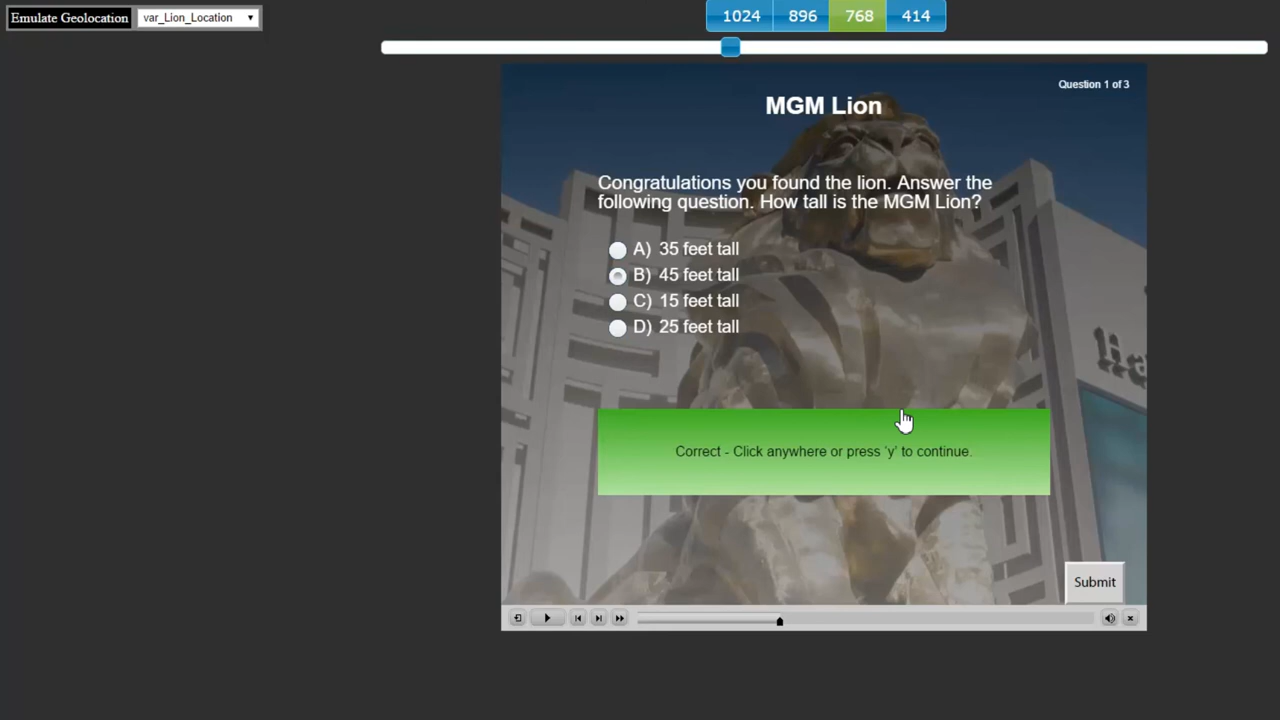 Emulate Geolocation var_Lion_Location
1024 896 768 414
Question 1 of 3
MGM Lion
Congratulations you found the lion. Answer the
following question. How tall is the MGM Lion?
A) 35 feet tall
B) 45 feet tall
C) 15 feet tall
D) 25 feet tall
Correct - Click anywhere or press ‘y’ to continue.
Submit